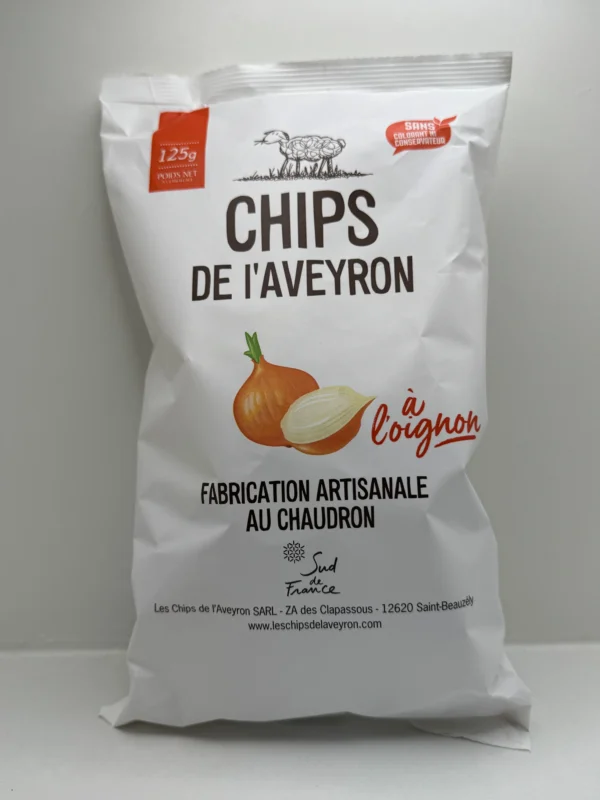 125g
POIDS NET
SANS
COLORANT NI
CONSERVATEUR
CHIPS
DE l'AVEYRON
à
l'oignon
FABRICATION ARTISANALE
AU CHAUDRON
Sud
de
France
Les Chips de l'Aveyron SARL - ZA des Clapassous - 12620 Saint-Beauzély
www.leschipsdelaveyron.com